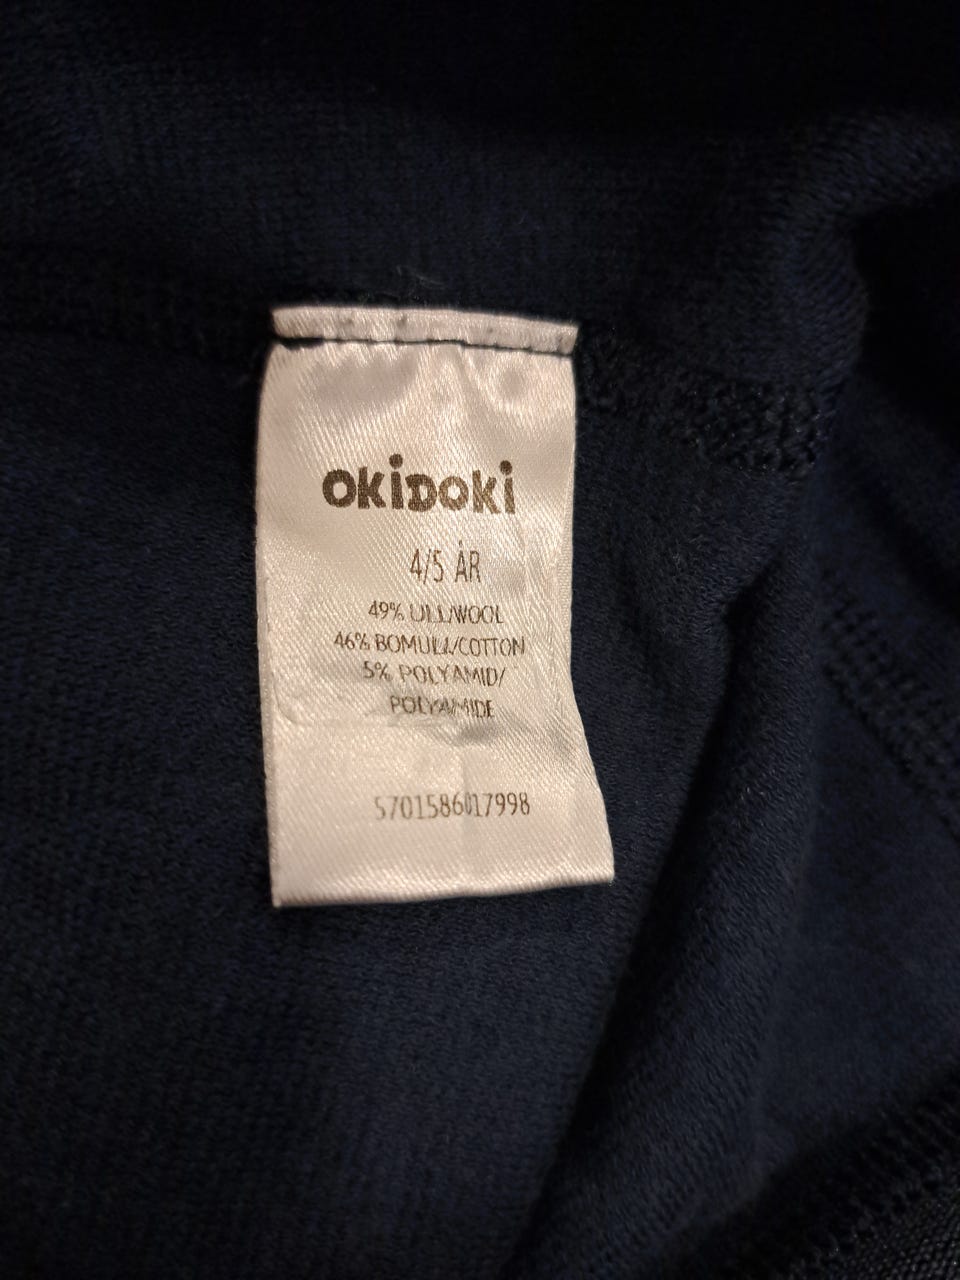 OKiDOKi
4/5 ÅR
49% ULL/WOOL
46% BOMULL/COTTON
5% POLYAMID/
POLYAMIDE
5701586017998